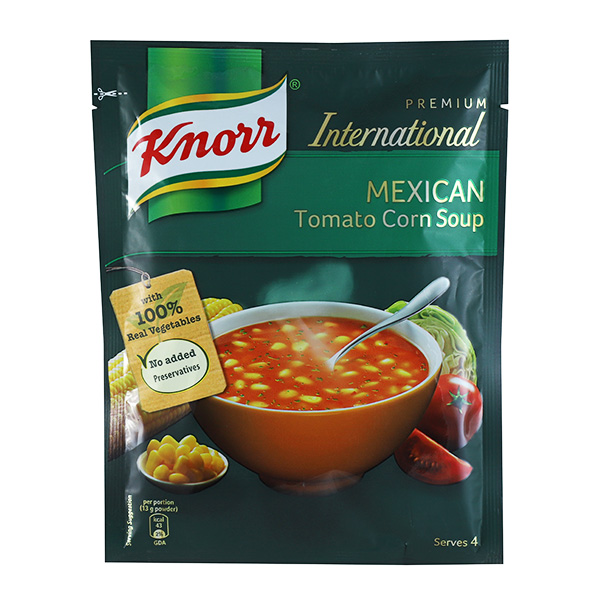 Knorr
®
PREMIUM
International
MEXICAN
Tomato Corn Soup
with
100%
Real Vegetables
No added
Preservatives
per portion
(13 g powder)
kcal
43
2%
GDA
Serving Suggestion
Serves 4